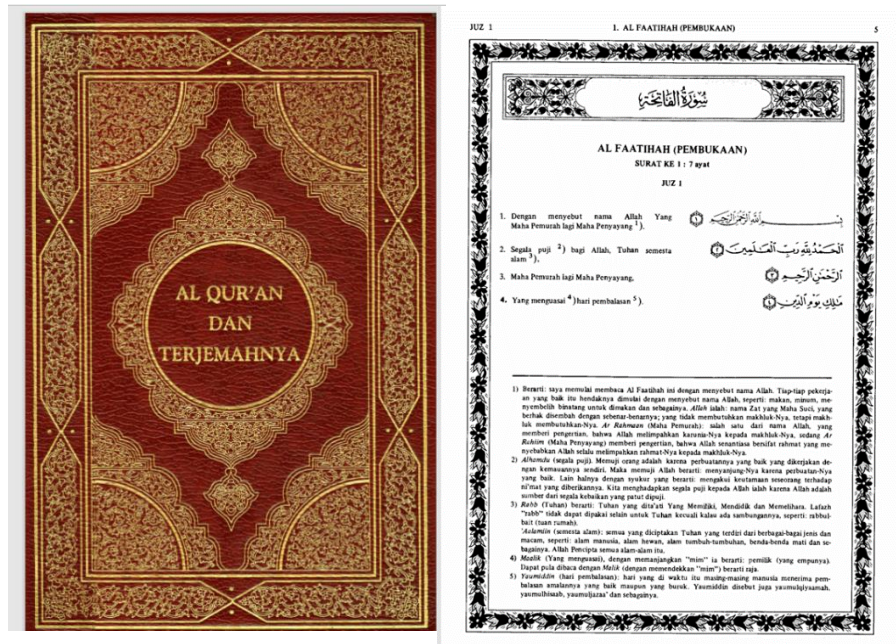 AL QUR'AN
DAN
TERJEMAHNYA
JUZ 1
1. AL FAATIHAH (PEMBUKAAN)
5
سُورَةُ الْفَاتِحَةِ
AL FAATIHAH (PEMBUKAAN)
SURAT KE 1 : 7 ayat
JUZ 1
1. Dengan menyebut nama Allah Yang
Maha Pemurah lagi Maha Penyayang 1).
بِسْمِ اللَّهِ الرَّحْمَٰنِ الرَّحِيمِ ١
2. Segala puji 2) bagi Allah, Tuhan semesta
alam 3),
الْحَمْدُ لِلَّهِ رَبِّ الْعَالَمِينَ ٢
3. Maha Pemurah lagi Maha Penyayang,
الرَّحْمَٰنِ الرَّحِيمِ ٣
4. Yang menguasai 4) hari pembalasan 5).
مَالِكِ يَوْمِ الدِّينِ ٤
1) Berarti: saya memulai membaca Al Faatihah ini dengan menyebut nama Allah. Tiap-tiap pekerja-
an yang baik itu hendaknya dimulai dengan menyebut nama Allah, seperti: makan, minum, me-
nyembelih binatang untuk dimakan dan sebagainya. Allah ialah: nama Zat yang Maha Suci, yang
berhak disembah dengan sebenar-benarnya; yang tidak membutuhkan makhluk-Nya, tetapi makh-
luk membutuhkan-Nya. Ar Rahmaan (Maha Pemurah): salah satu dari nama Allah, yang
memberi pengertian, bahwa Allah melimpahkan karunia-Nya kepada makhluk-Nya, sedang Ar
Rahiim (Maha Penyayang) memberi pengertian, bahwa Allah senantiasa bersifat rahmat yang me-
nyebabkan Allah selalu melimpahkan rahmat-Nya kepada makhluk-Nya.
2) Alhamdu (segala puji). Memuji orang adalah karena perbuatannya yang baik yang dikerjakan de-
ngan kemauannya sendiri. Maka memuji Allah berarti: menyanjung-Nya karena perbuatan-Nya
yang baik. Lain halnya dengan syukur yang berarti: mengakui keutamaan seseorang terhadap
ni'mat yang diberikannya. Kita menghadapkan segala puji kepada Allah ialah karena Allah adalah
sumber dari segala kebaikan yang patut dipuji.
3) Rabb (Tuhan) berarti: Tuhan yang dita'ati Yang Memiliki, Mendidik dan Memelihara. Lafazh
"rabb" tidak dapat dipakai selain untuk Tuhan kecuali kalau ada sambungannya, seperti: rabbul-
bait (tuan rumah).
'Aalamiin (semesta alam): semua yang diciptakan Tuhan yang terdiri dari berbagai-bagai jenis dan
macam, seperti: alam manusia, alam hewan, alam tumbuh-tumbuhan, benda-benda mati dan se-
bagainya. Allah Pencipta semua alam-alam itu.
4) Maalik (Yang menguasai), dengan memanjangkan "mim" ia berarti: pemilik (yang empunya).
Dapat pula dibaca dengan Malik (dengan memendekkan "mim") berarti raja.
5) Yaumiddin (hari pembalasan): hari yang di waktu itu masing-masing manusia menerima pem-
balasan amalannya yang baik maupun yang buruk. Yaumiddin disebut juga yaumulqiyaamah,
yaumulhisaab, yaumuljazaa' dan sebagainya.